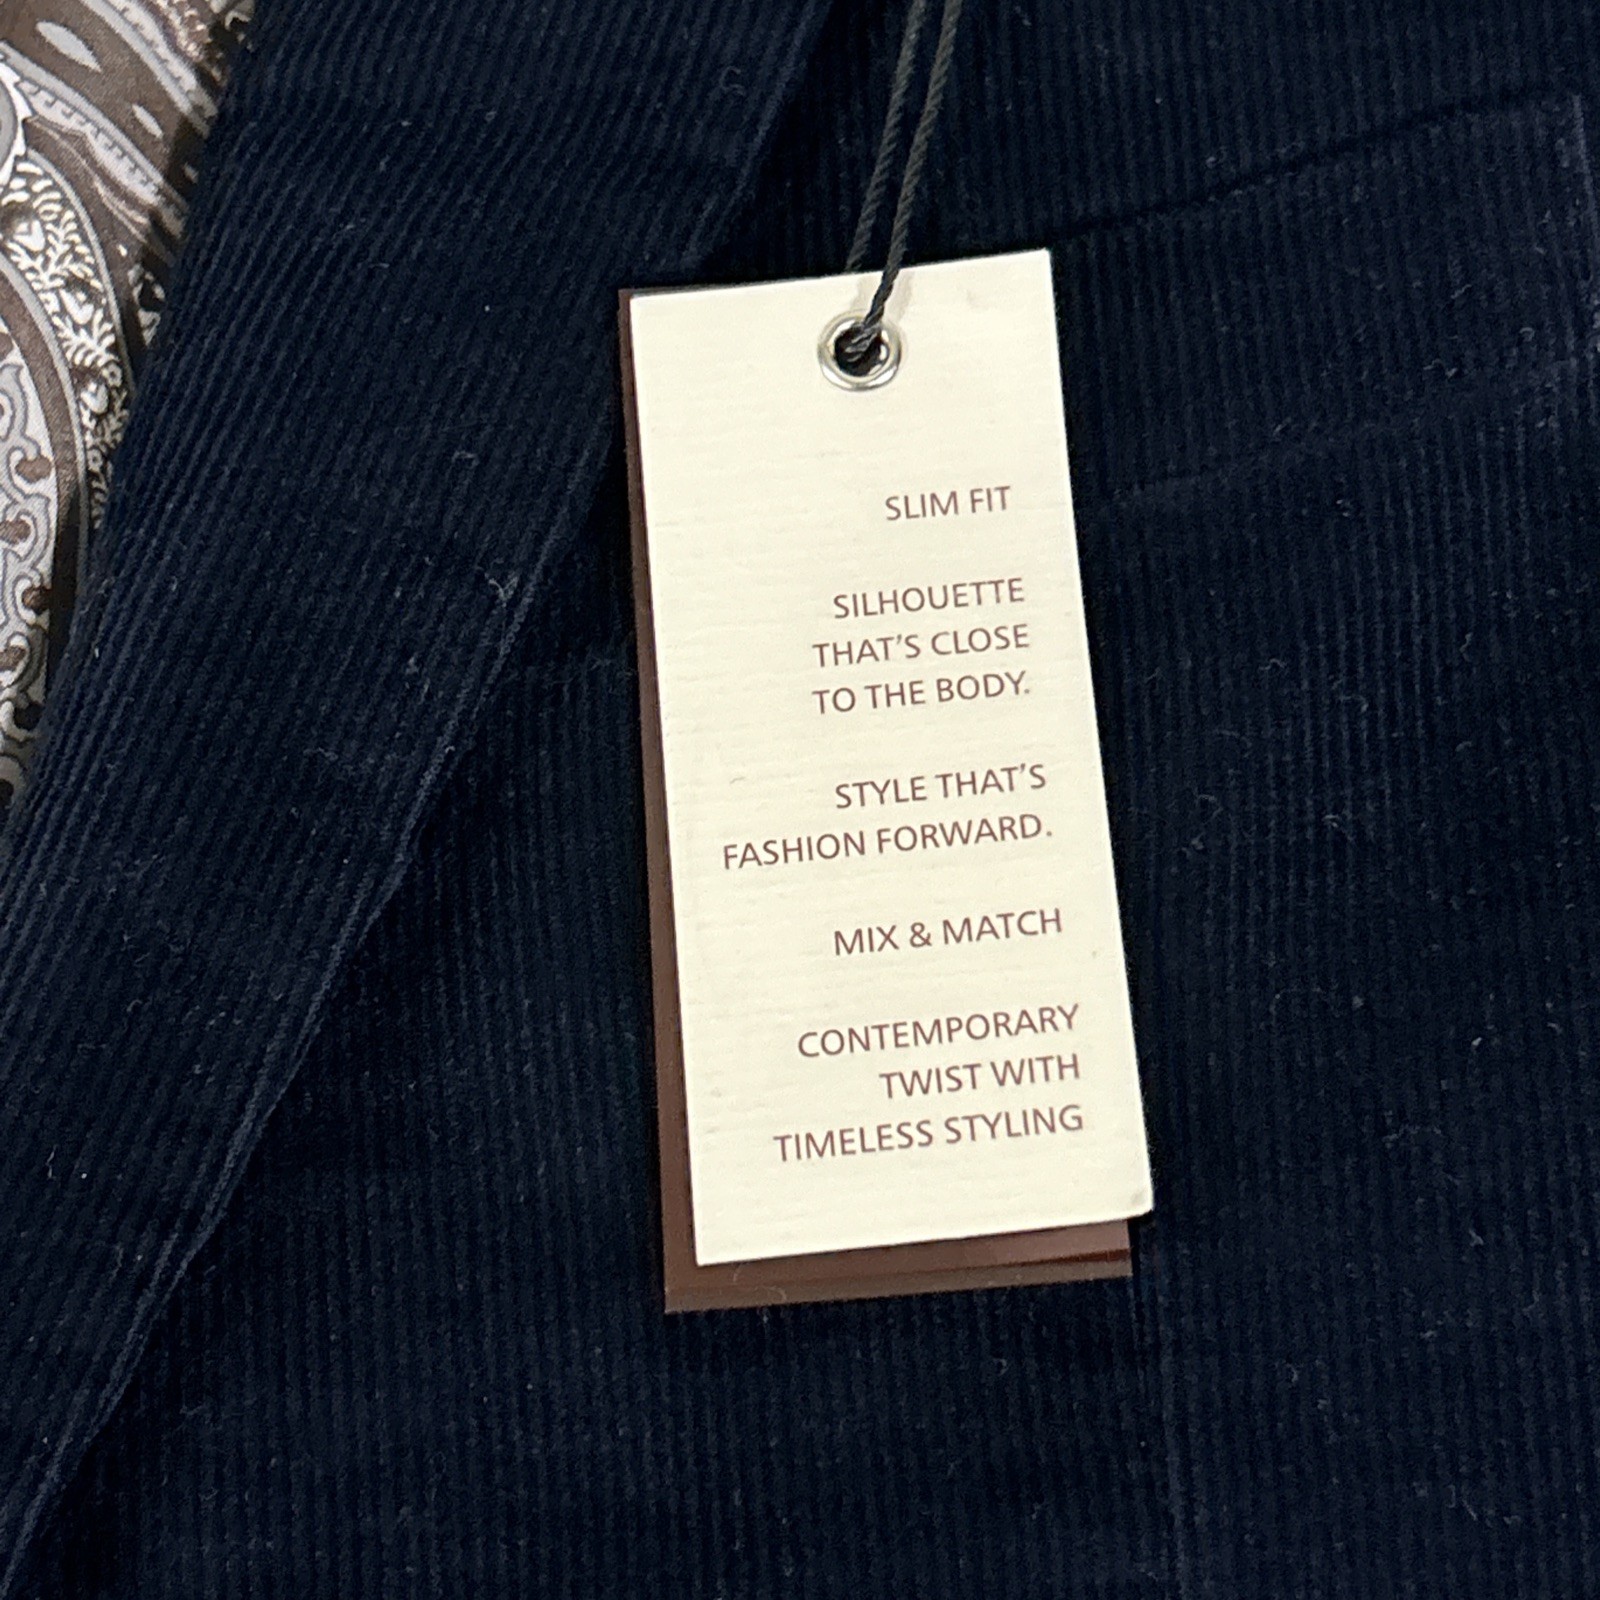 SLIM FIT
SILHOUETTE
THAT'S CLOSE
TO THE BODY.
STYLE THAT'S
FASHION FORWARD.
MIX & MATCH
CONTEMPORARY
TWIST WITH
TIMELESS STYLING